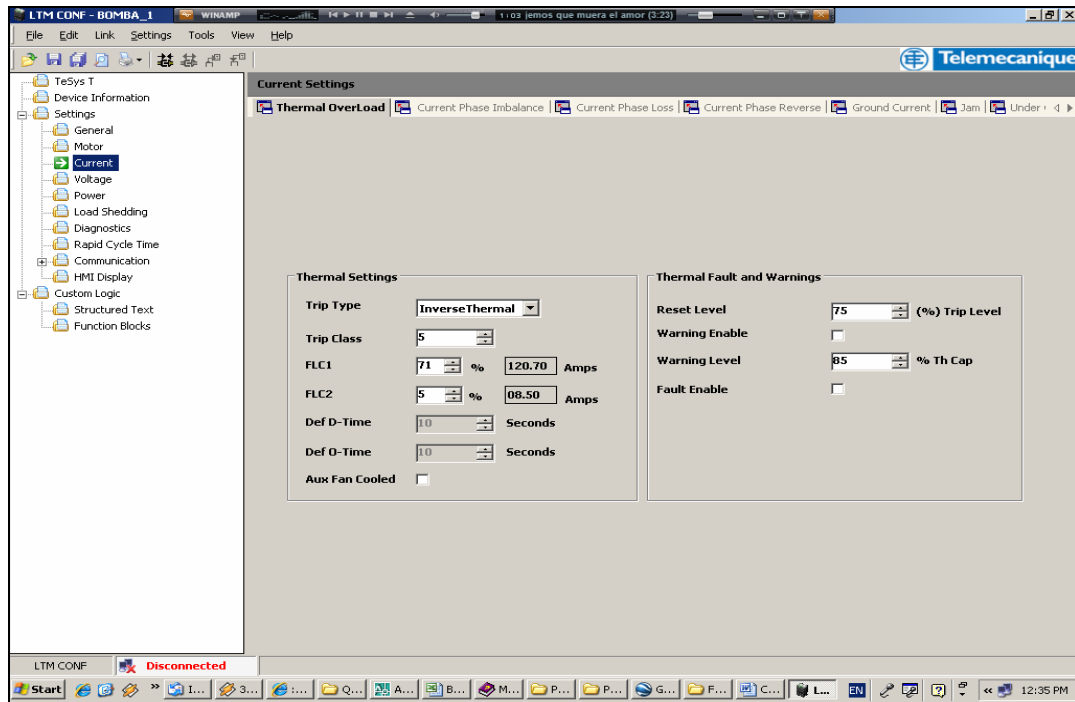 LTM CONF - BOMBA_1
WINAMP
1:03 jemos que muera el amor (3:23)
File Edit Link Settings Tools View Help
Telemecanique
TeSys T
Device Information
Settings
General
Motor
Current
Voltage
Power
Load Shedding
Diagnostics
Rapid Cycle Time
Communication
HMI Display
Custom Logic
Structured Text
Function Blocks
Current Settings
Thermal OverLoad Current Phase Imbalance Current Phase Loss Current Phase Reverse Ground Current Jam Under
Thermal Settings
Trip Type InverseThermal
Trip Class 5
FLC1 71 % 120.70 Amps
FLC2 5 % 08.50 Amps
Def D-Time 10 Seconds
Def O-Time 10 Seconds
Aux Fan Cooled
Thermal Fault and Warnings
Reset Level 75 (%) Trip Level
Warning Enable
Warning Level 85 % Th Cap
Fault Enable
LTM CONF Disconnected
Start » I... 3... :... Q... A... B... M... P... P... G... F... C... L... EN « 12:35 PM